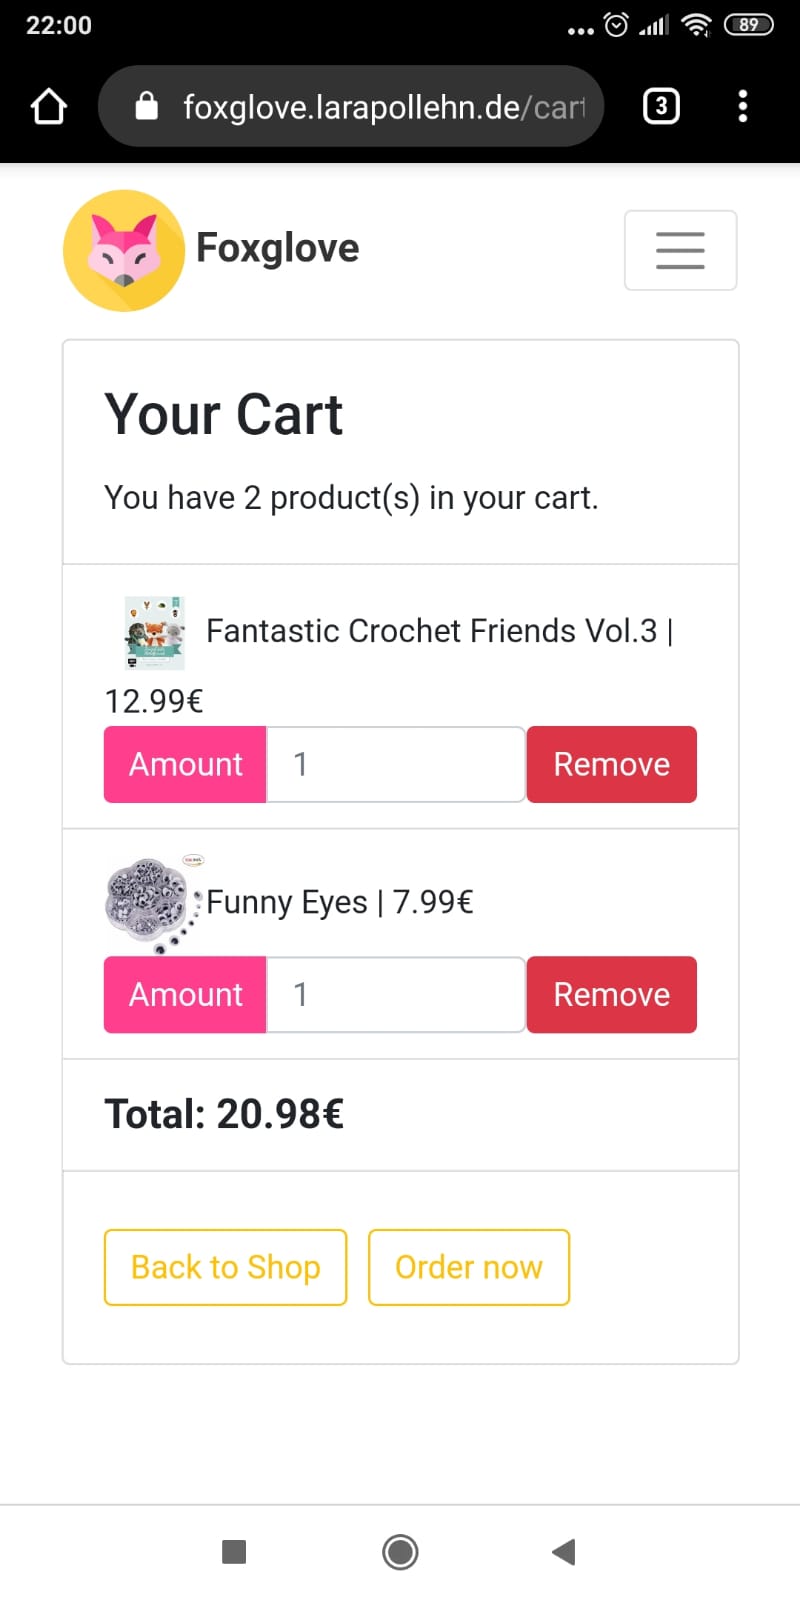 22:00
89
foxglove.larapollehn.de/cart
3
Foxglove
Your Cart
You have 2 product(s) in your cart.
Fantastic Crochet Friends Vol.3 |
12.99€
Amount
1
Remove
Funny Eyes | 7.99€
Amount
1
Remove
Total: 20.98€
Back to Shop
Order now